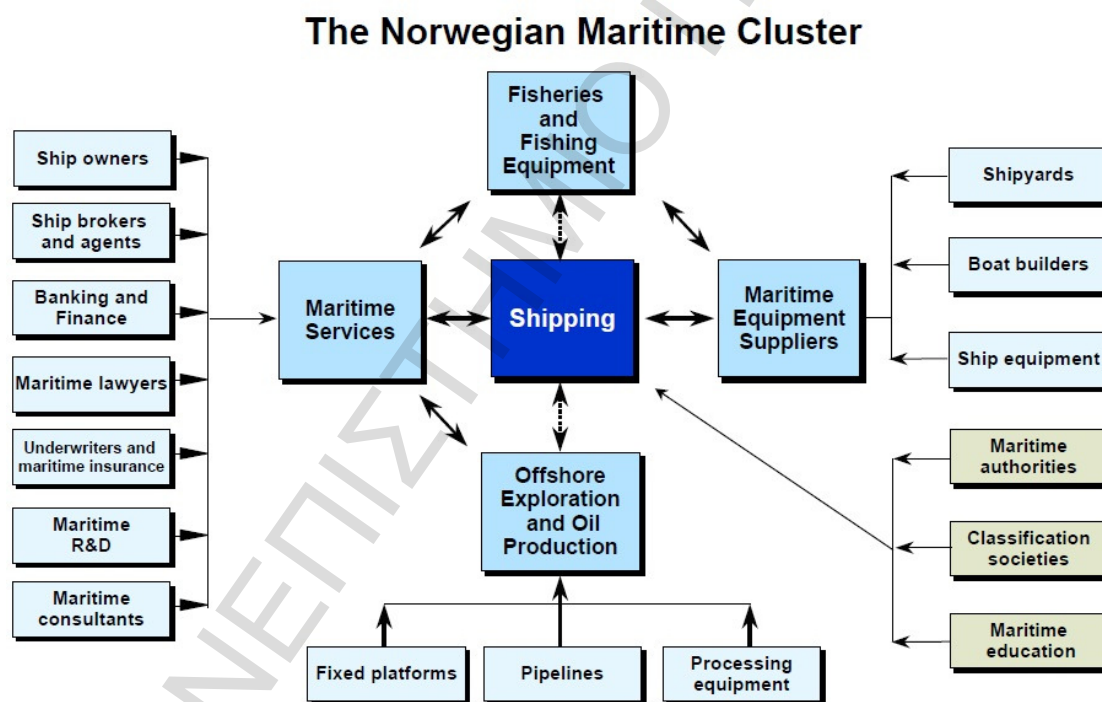 The Norwegian Maritime Cluster
Fisheries
and
Fishing
Equipment
Ship owners
Ship brokers
and agents
Banking and
Finance
Maritime lawyers
Underwriters and
maritime insurance
Maritime
R&D
Maritime
consultants
Maritime
Services
Shipping
Maritime
Equipment
Suppliers
Shipyards
Boat builders
Ship equipment
Maritime
authorities
Classification
societies
Maritime
education
Offshore
Exploration
and Oil
Production
Fixed platforms
Pipelines
Processing
equipment
ΝΕΠΙΣΤΗΜΙΟ